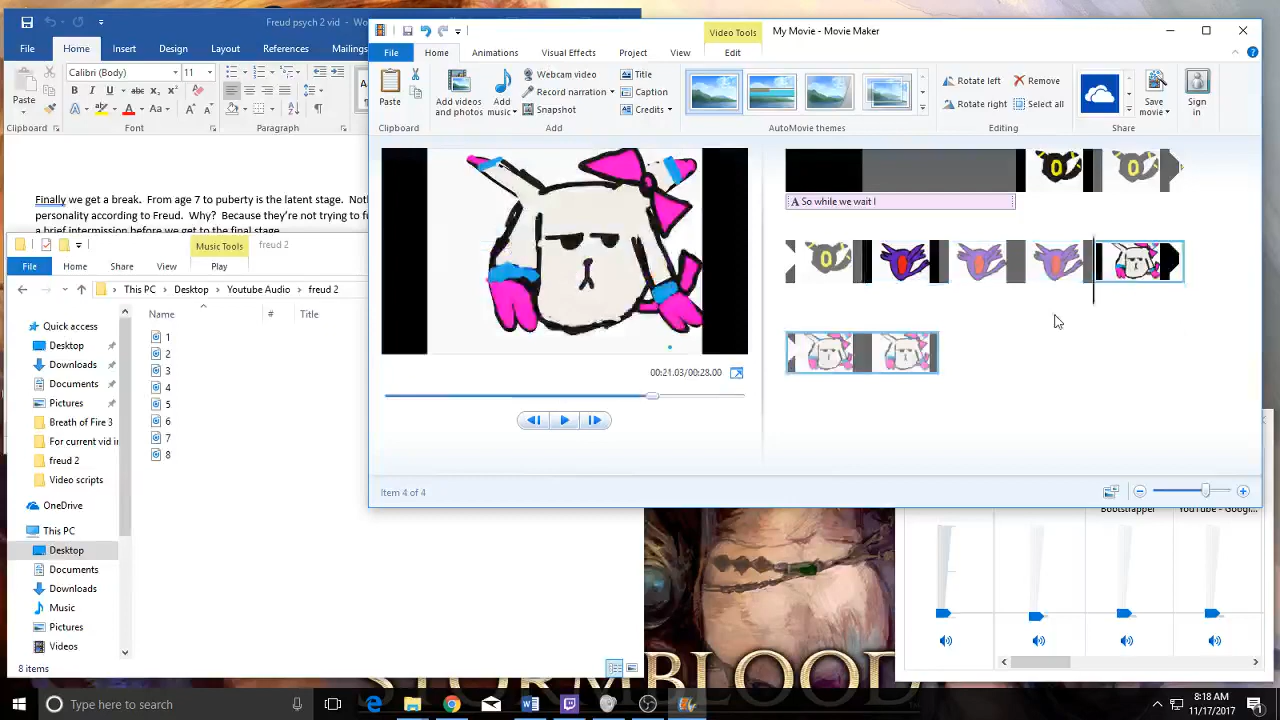 Freud psych 2 vid - Wo
File
Home
Insert
Design
Layout
References
Mailings
Paste
Calibri (Body)
11
B I U abc x₂ x²
Aa
Clipboard
Font
Paragraph
Finally we get a break. From age 7 to puberty is the latent stage.
personality according to Freud. Why? Because they're not trying to
a brief intermission before we get to the final stage.
Video Tools
My Movie - Movie Maker
File
Home
Animations
Visual Effects
Project
View
Edit
Paste
Add videos
and photos
Add
music
Webcam video
Record narration
Snapshot
Title
Caption
Credits
Rotate left
Rotate right
Remove
Select all
Save
movie
Sign
in
Clipboard
Add
AutoMovie themes
Editing
Share
A So while we wait I
00:21.03/00:28.00
Item 4 of 4
Music Tools
freud 2
File
Home
Share
View
Play
This PC
Desktop
Youtube Audio
freud 2
Name
#
Title
Quick access
Desktop
Downloads
Documents
Pictures
Breath of Fire 3
For current vid in
freud 2
Video scripts
OneDrive
This PC
Desktop
Documents
Downloads
Music
Pictures
Videos
1
2
3
4
5
6
7
8
8 items
Bootstrapper
YouTube - Googl...
STORMBLOOD
Type here to search
8:18 AM
11/17/2017